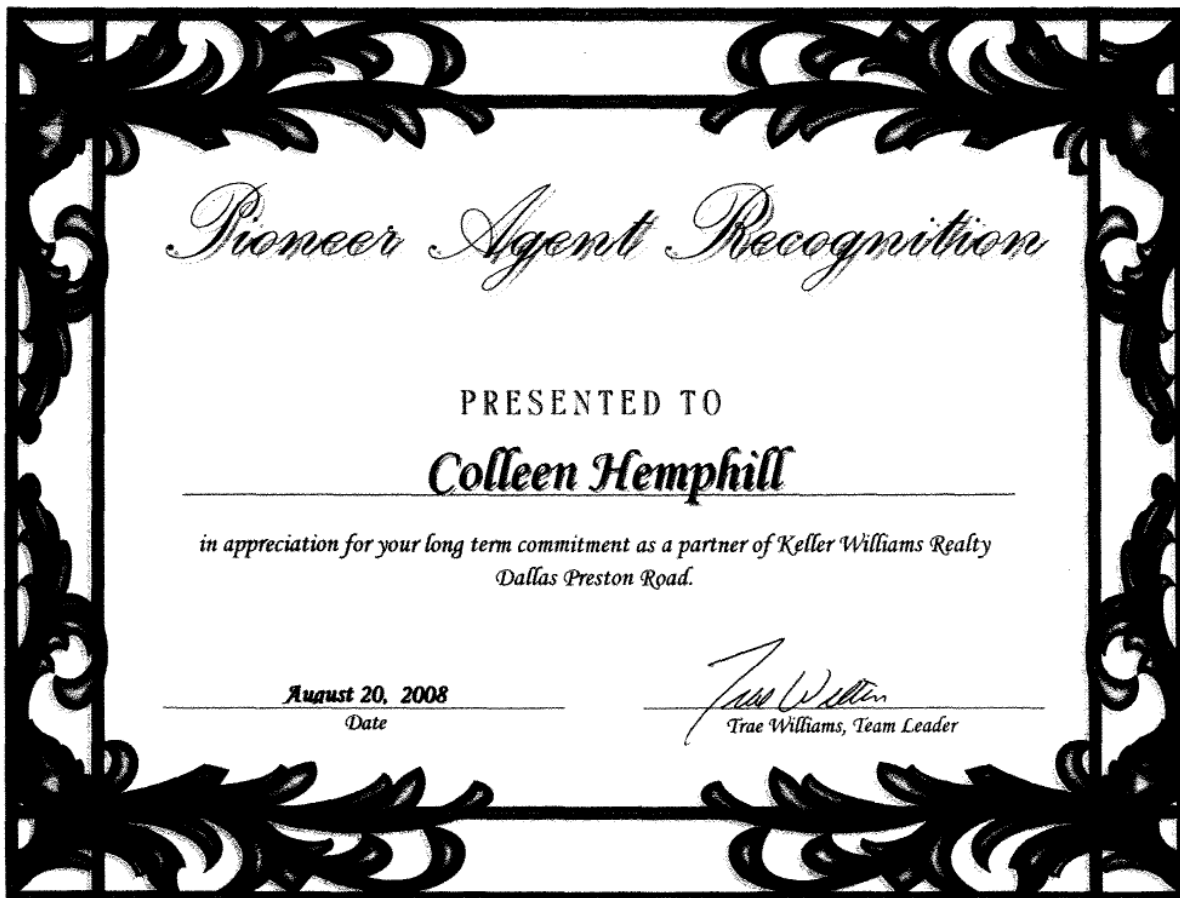 Pioneer Agent Recognition
PRESENTED TO
Colleen Hemphill
in appreciation for your long term commitment as a partner of Keller Williams Realty
Dallas Preston Road.
August 20, 2008
Date
Trae Williams, Team Leader